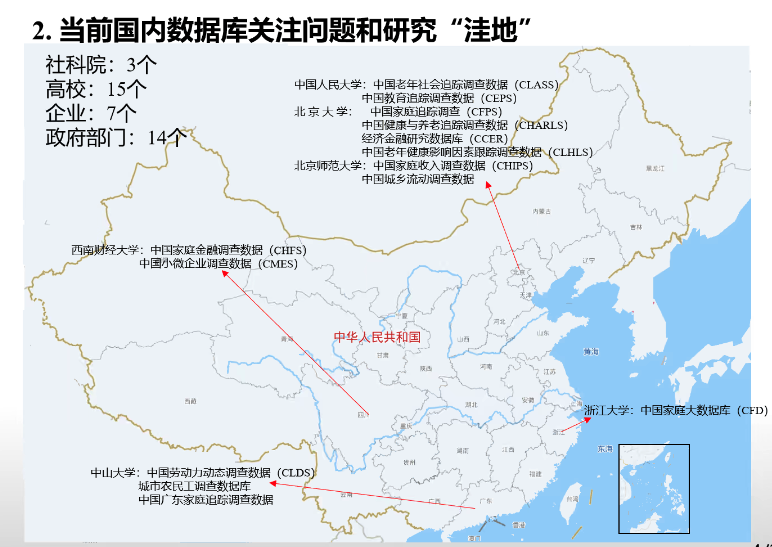 2. 当前国内数据库关注问题和研究“洼地”
社科院：3个
高校：15个
企业：7个
政府部门：14个
中国人民大学：中国老年社会追踪调查数据（CLASS）
中国教育追踪调查数据（CEPS）
北京大学： 中国家庭追踪调查（CFPS）
中国健康与养老追踪调查数据（CHARLS）
经济金融研究数据库（CCER）
中国老年健康影响因素跟踪调查数据（CLHLS）
北京师范大学：中国家庭收入调查数据（CHIPS）
中国城乡流动调查数据
黑龙江
内蒙古
吉林
西南财经大学：中国家庭金融调查数据（CHFS）
中国小微企业调查数据（CMES）
辽宁
北京
天津
宁夏
河北
中华人民共和国
山东
青海
山西
黄海
甘肃
陕西
河南
江苏
西藏
安徽
上海
湖北
四川
浙江大学：中国家庭大数据库（CFD）
重庆
浙江
湖南
江西
东海
贵州
中山大学：中国劳动力动态调查数据（CLDS）
福建
城市农民工调查数据库
云南
中国广东家庭追踪调查数据
广西
广东
台湾
香港
澳门